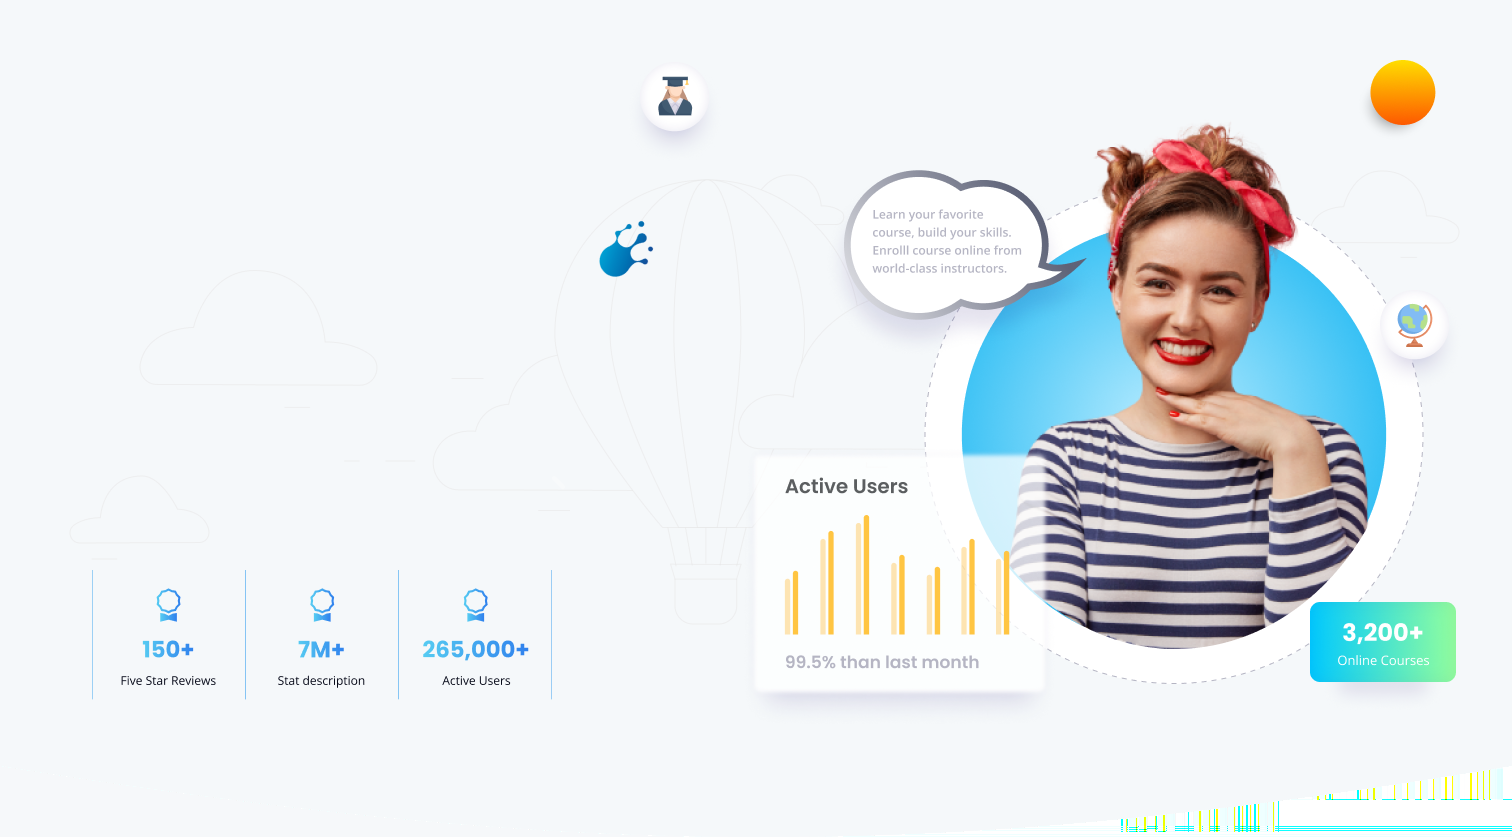 Learn your favorite
course, build your skills.
Enrolll course online from
world-class instructors.
Active Users
99.5% than last month
150+
Five Star Reviews
7M+
Stat description
265,000+
Active Users
3,200+
Online Courses